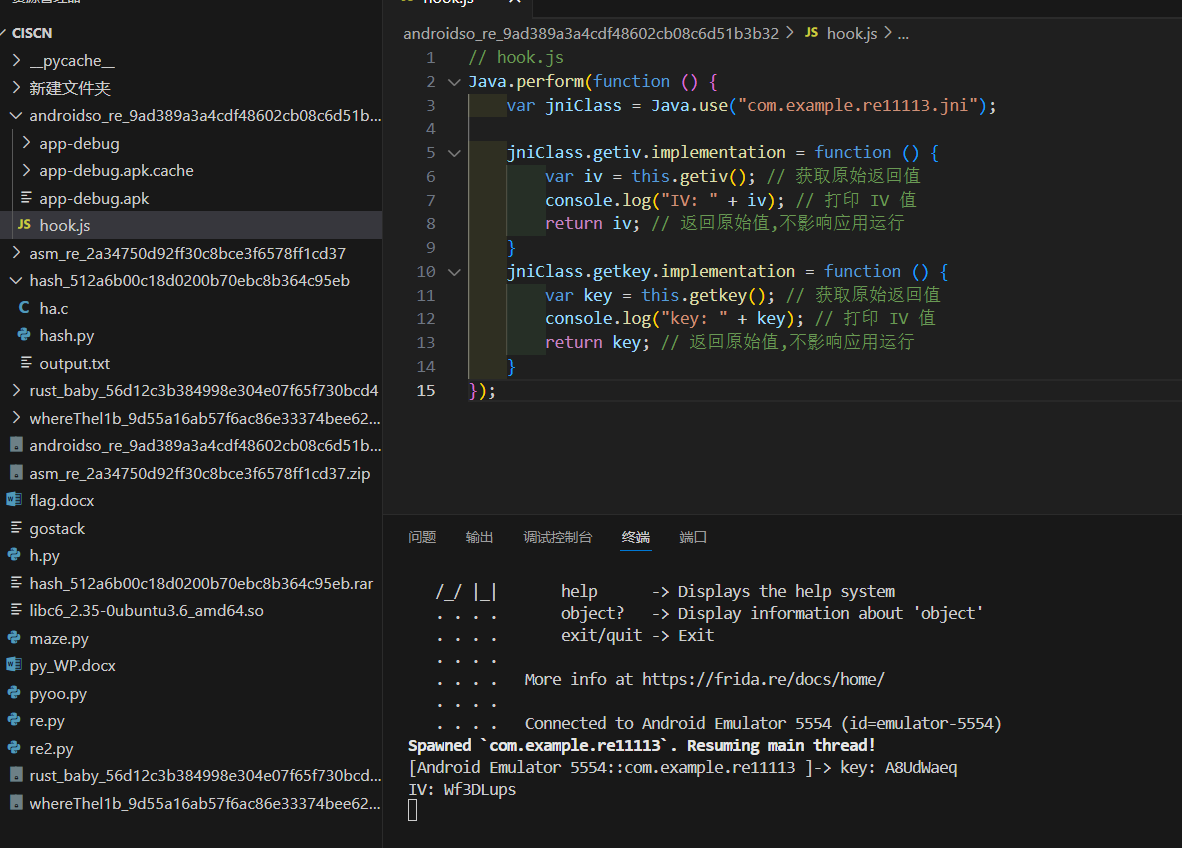 CISCN
__pycache__
新建文件夹
androidso_re_9ad389a3a4cdf48602cb08c6d51b...
app-debug
app-debug.apk.cache
app-debug.apk
JS hook.js
asm_re_2a34750d92ff30c8bce3f6578ff1cd37
hash_512a6b00c18d0200b70ebc8b364c95eb
C ha.c
hash.py
output.txt
rust_baby_56d12c3b384998e304e07f65f730bcd4
whereThel1b_9d55a16ab57f6ac86e33374bee62...
androidso_re_9ad389a3a4cdf48602cb08c6d51b...
asm_re_2a34750d92ff30c8bce3f6578ff1cd37.zip
flag.docx
gostack
h.py
hash_512a6b00c18d0200b70ebc8b364c95eb.rar
libc6_2.35-0ubuntu3.6_amd64.so
maze.py
py_WP.docx
pyoo.py
re.py
re2.py
rust_baby_56d12c3b384998e304e07f65f730bcd...
whereThel1b_9d55a16ab57f6ac86e33374bee62...
androidso_re_9ad389a3a4cdf48602cb08c6d51b3b32 > JS hook.js > ...
1 // hook.js
2 Java.perform(function () {
3 var jniClass = Java.use("com.example.re11113.jni");
4
5 jniClass.getiv.implementation = function () {
6 var iv = this.getiv(); // 获取原始返回值
7 console.log("IV: " + iv); // 打印 IV 值
8 return iv; // 返回原始值,不影响应用运行
9 }
10 jniClass.getkey.implementation = function () {
11 var key = this.getkey(); // 获取原始返回值
12 console.log("key: " + key); // 打印 IV 值
13 return key; // 返回原始值,不影响应用运行
14 }
15 });
问题 输出 调试控制台 终端 端口
/_/ |_| help -> Displays the help system
. . . . object? -> Display information about 'object'
. . . . exit/quit -> Exit
. . . .
. . . . More info at https://frida.re/docs/home/
. . . .
. . . . Connected to Android Emulator 5554 (id=emulator-5554)
Spawned `com.example.re11113`. Resuming main thread!
[Android Emulator 5554::com.example.re11113 ]-> key: A8UdWaeq
IV: Wf3DLups